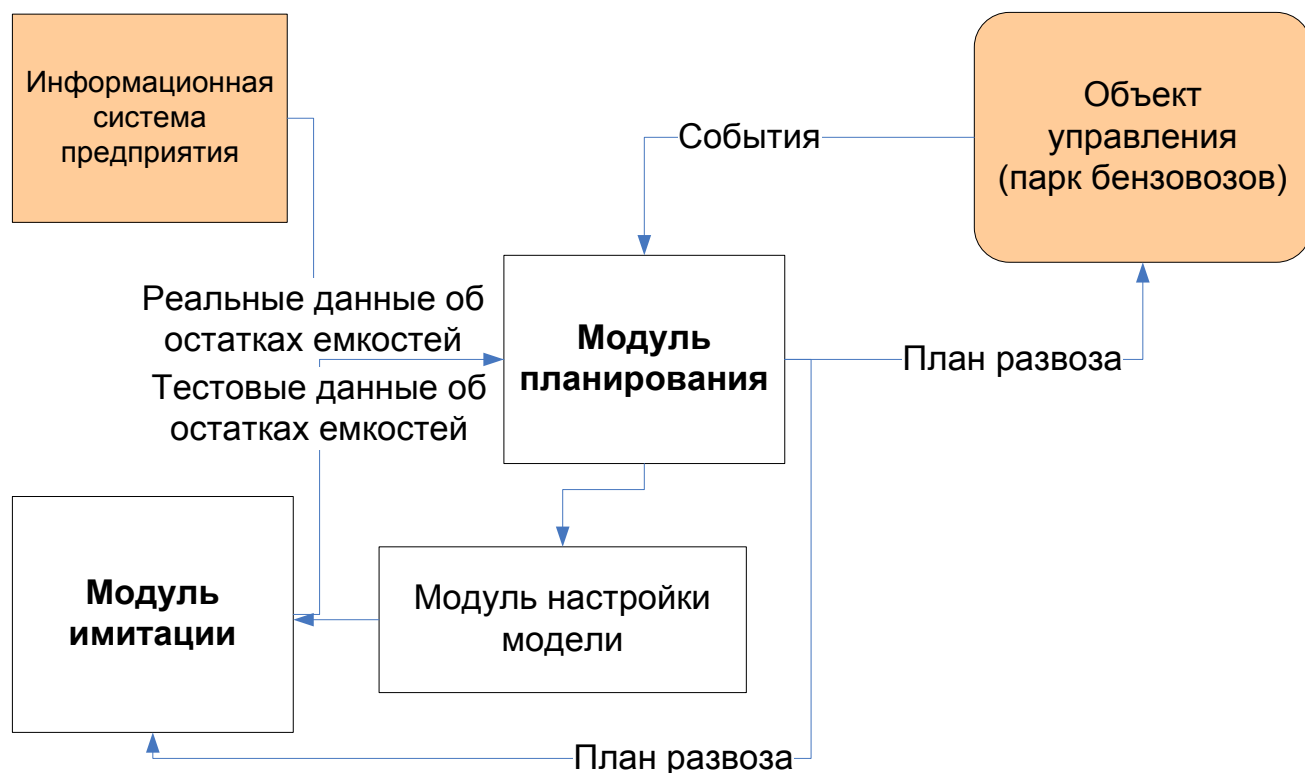 Информационная
система
предприятия
Объект
управления
(парк бензовозов)
События
Реальные данные об
остатках емкостей
Модуль
планирования
План развоза
Тестовые данные об
остатках емкостей
Модуль
имитации
Модуль настройки
модели
План развоза